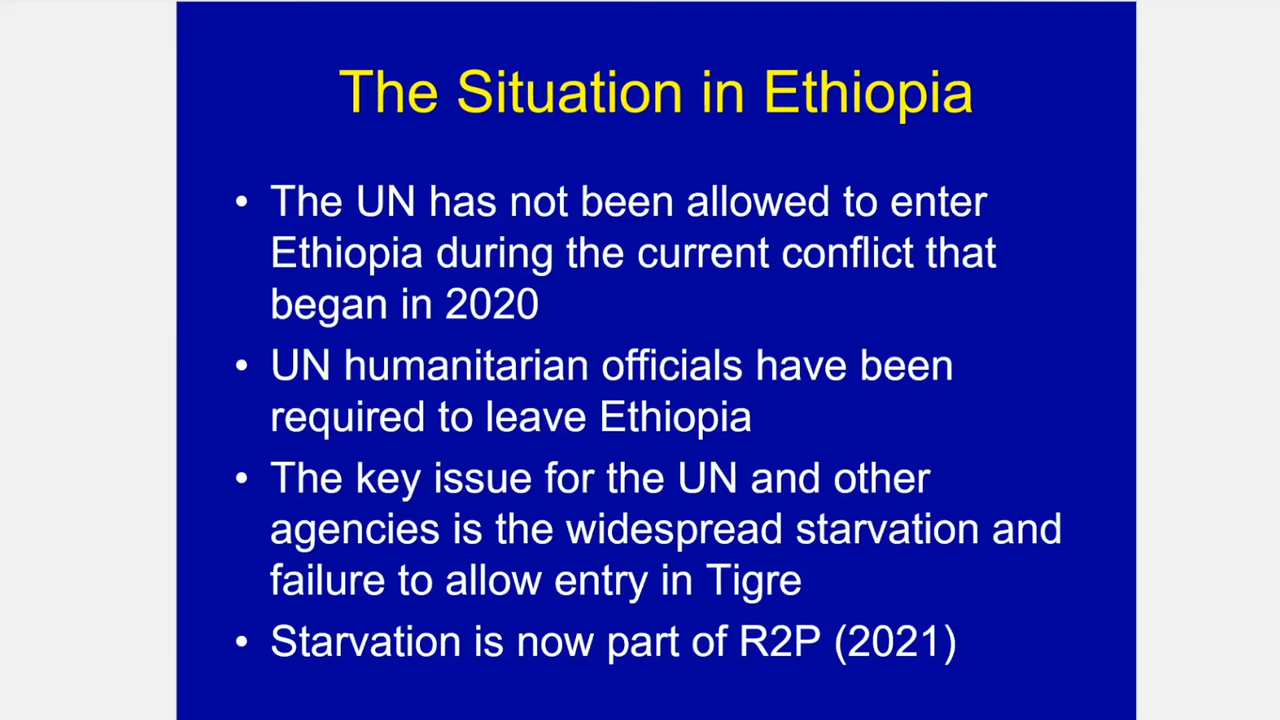 The Situation in Ethiopia
• The UN has not been allowed to enter
Ethiopia during the current conflict that
began in 2020
• UN humanitarian officials have been
required to leave Ethiopia
• The key issue for the UN and other
agencies is the widespread starvation and
failure to allow entry in Tigre
• Starvation is now part of R2P (2021)